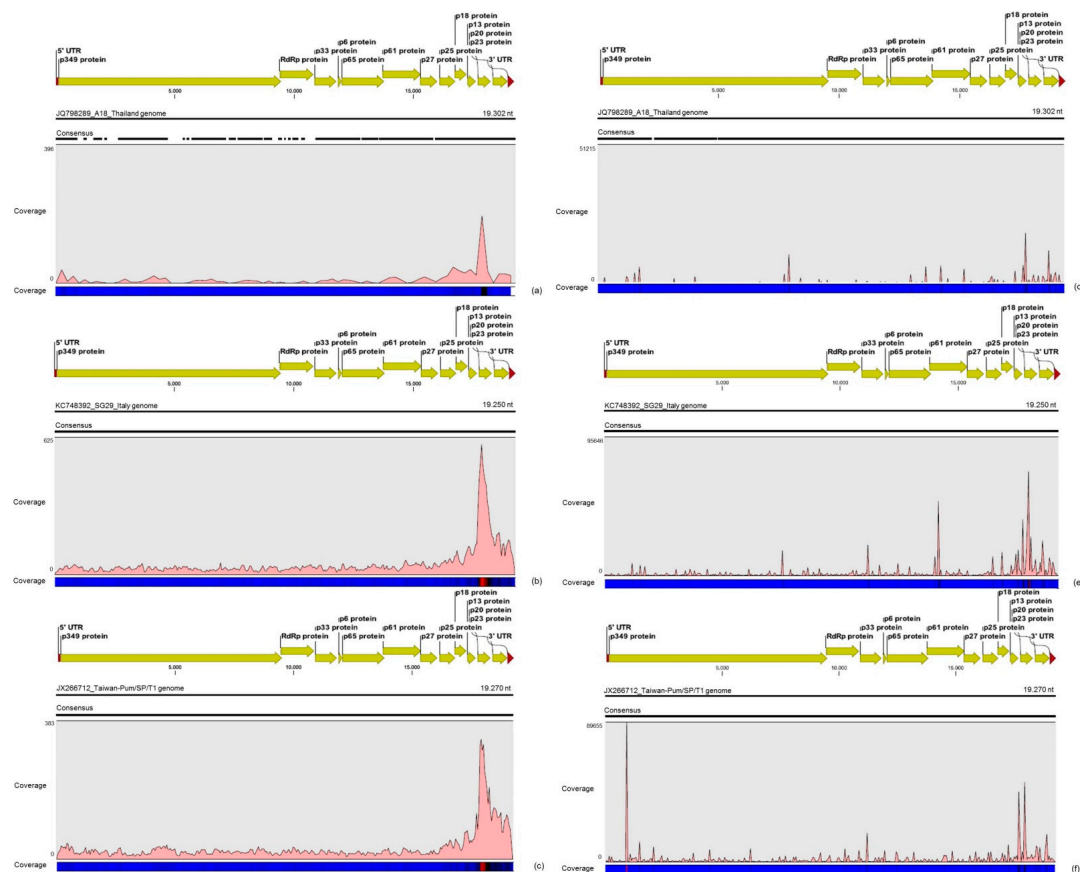 p18 protein
p13 protein
p20 protein
p23 protein
5' UTR
p6 protein
p33 protein
p61 protein
p25 protein
3' UTR
p349 protein
RdRp protein
p65 protein
p27 protein
5.000
10.000
15.000
JQ798289_A18_Thailand genome
19.302 nt
Consensus
396
Coverage
0
Coverage
(a)
p18 protein
p13 protein
p20 protein
p23 protein
5' UTR
p6 protein
p33 protein
p61 protein
p25 protein
3' UTR
p349 protein
RdRp protein
p65 protein
p27 protein
5.000
10.000
15.000
KC748392_SG29_Italy genome
19.250 nt
Consensus
625
Coverage
0
Coverage
(b)
p18 protein
p13 protein
p20 protein
p23 protein
5' UTR
p6 protein
p33 protein
p61 protein
p25 protein
3' UTR
p349 protein
RdRp protein
p65 protein
p27 protein
5.000
10.000
15.000
JX266712_Taiwan-Pum/SP/T1 genome
19.270 nt
Consensus
383
Coverage
0
Coverage
(c)
p18 protein
p13 protein
p20 protein
p23 protein
5' UTR
p6 protein
p33 protein
p61 protein
p25 protein
3' UTR
p349 protein
RdRp protein
p65 protein
p27 protein
5.000
10.000
15.000
JQ798289_A18_Thailand genome
19.302 nt
Consensus
51215
Coverage
0
Coverage
p18 protein
p13 protein
p20 protein
p23 protein
5' UTR
p6 protein
p33 protein
p61 protein
p25 protein
3' UTR
p349 protein
RdRp protein
p65 protein
p27 protein
5.000
10.000
15.000
KC748392_SG29_Italy genome
19.250 nt
Consensus
95646
Coverage
0
Coverage
(e)
p18 protein
p13 protein
p20 protein
p23 protein
5' UTR
p6 protein
p33 protein
p61 protein
p25 protein
3' UTR
p349 protein
RdRp protein
p65 protein
p27 protein
5.000
10.000
15.000
JX266712_Taiwan-Pum/SP/T1 genome
19.270 nt
Consensus
89655
Coverage
0
Coverage
(f)